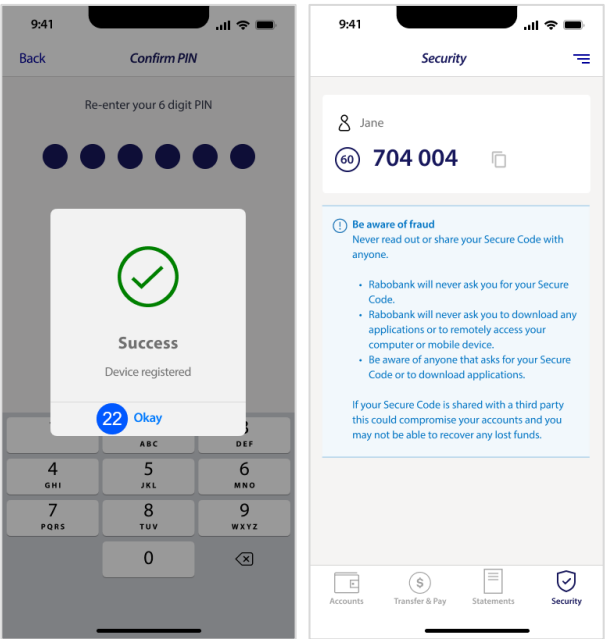 9:41
Back
Confirm PIN
Re-enter your 6 digit PIN
Success
Device registered
22 Okay
ABC
3
DEF
4
GHI
5
JKL
6
MNO
7
PQRS
8
TUV
9
WXYZ
0
9:41
Security
Jane
60 704 004
Be aware of fraud
Never read out or share your Secure Code with
anyone.
• Rabobank will never ask you for your Secure
Code.
• Rabobank will never ask you to download any
applications or to remotely access your
computer or mobile device.
• Be aware of anyone that asks for your Secure
Code or to download applications.
If your Secure Code is shared with a third party
this could compromise your accounts and you
may not be able to recover any lost funds.
Accounts
Transfer & Pay
Statements
Security